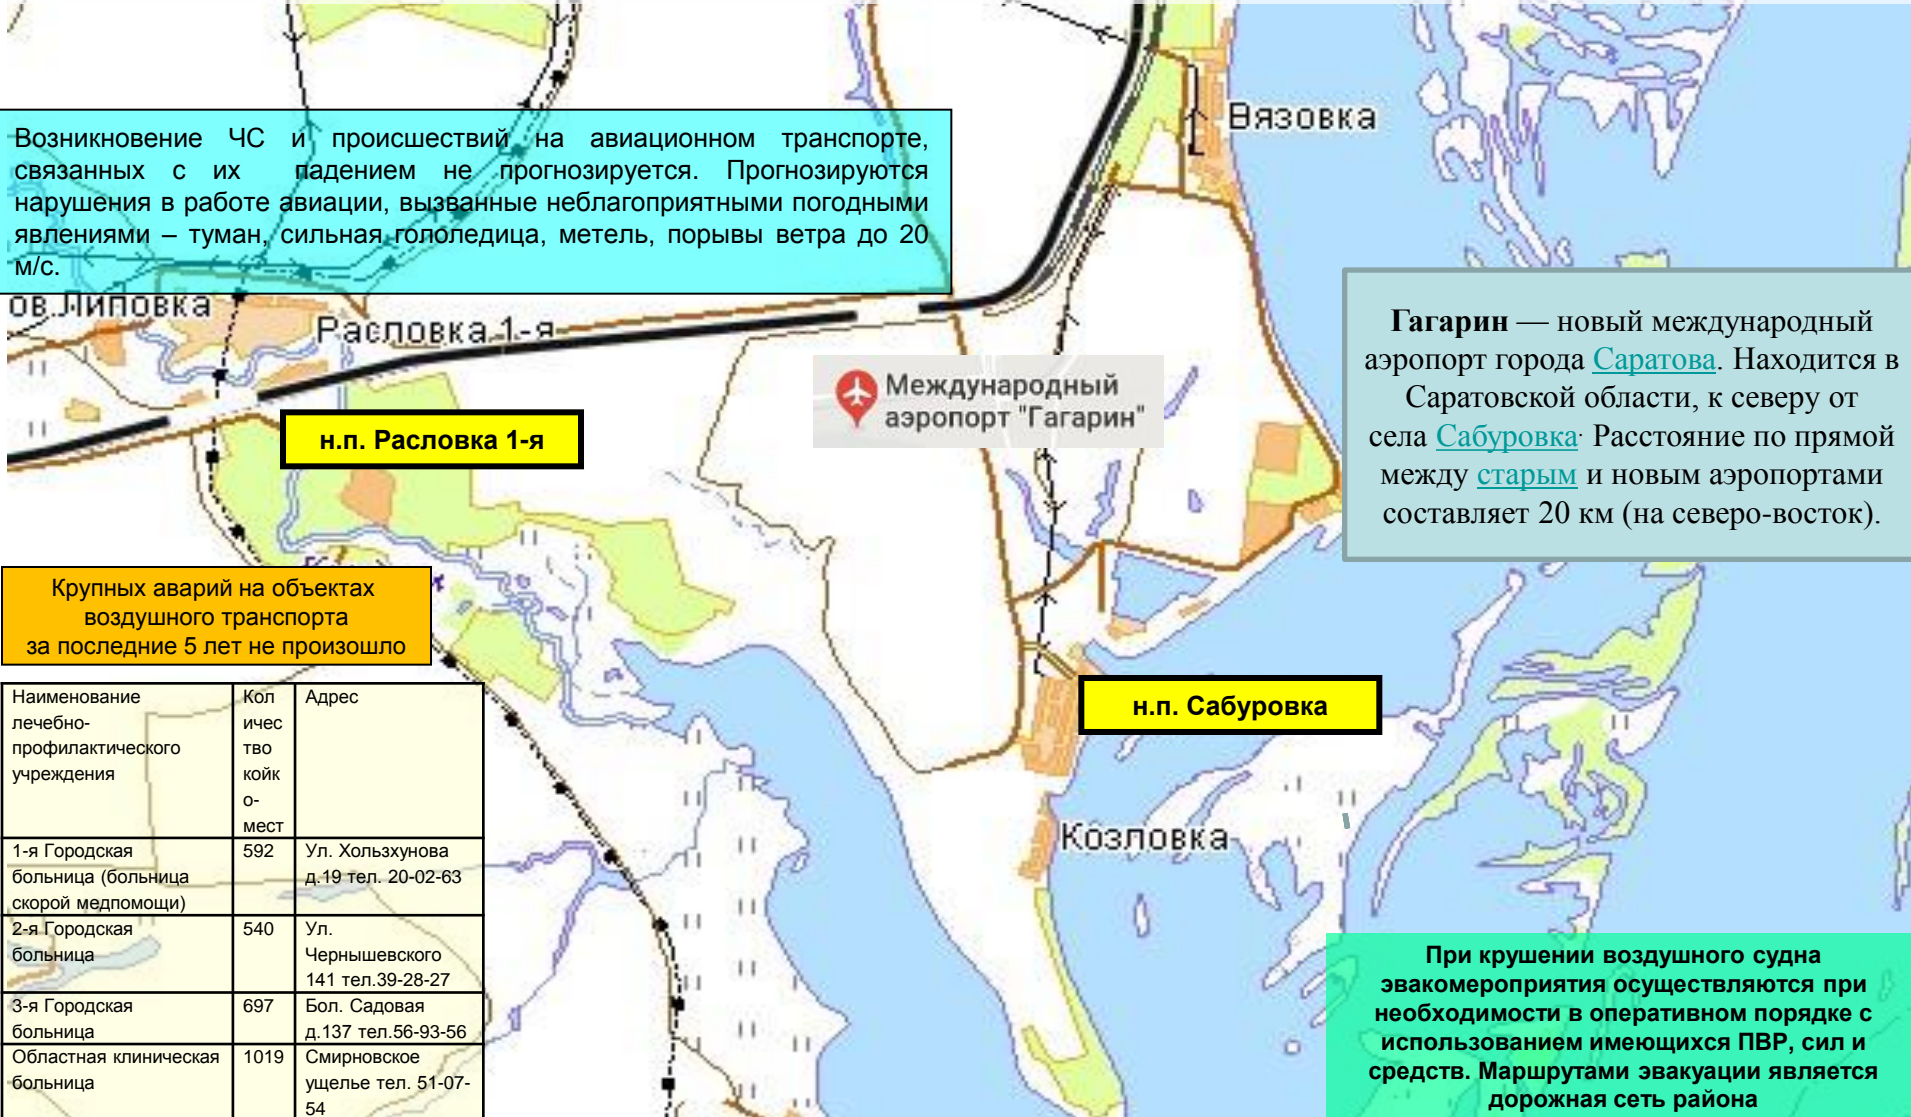 Вязовка
Возникновение ЧС и происшествий на авиационном транспорте,
связанных с их падением не прогнозируется. Прогнозируются
нарушения в работе авиации, вызванные неблагоприятными погодными
явлениями – туман, сильная гололедица, метель, порывы ветра до 20
м/с.
ов.Липовка
Расловка 1-я
Международный
аэропорт "Гагарин"
Гагарин — новый международный
аэропорт города Саратова. Находится в
Саратовской области, к северу от
села Сабуровка. Расстояние по прямой
между старым и новым аэропортами
составляет 20 км (на северо-восток).
н.п. Расловка 1-я
Крупных аварий на объектах
воздушного транспорта
за последние 5 лет не произошло
н.п. Сабуровка
Козловка
Наименование
лечебно-
профилактического
учреждения
Кол
ичес
тво
койк
о-
мест
Адрес
1-я Городская
больница (больница
скорой медпомощи)
592
Ул. Хользхунова
д.19 тел. 20-02-63
2-я Городская
больница
540
Ул.
Чернышевского
141 тел.39-28-27
3-я Городская
больница
697
Бол. Садовая
д.137 тел.56-93-56
Областная клиническая
больница
1019
Смирновское
ущелье тел. 51-07-
54
При крушении воздушного судна
эвакомероприятия осуществляются при
необходимости в оперативном порядке с
использованием имеющихся ПВР, сил и
средств. Маршрутами эвакуации является
дорожная сеть района